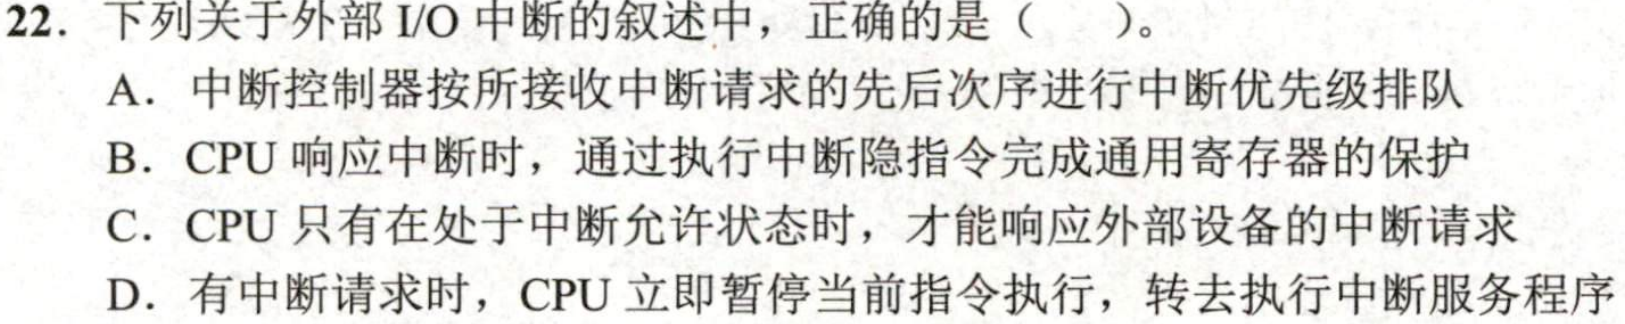 22. 下列关于外部 I/O 中断的叙述中，正确的是（    ）。
A. 中断控制器按所接收中断请求的先后次序进行中断优先级排队
B. CPU 响应中断时，通过执行中断隐指令完成通用寄存器的保护
C. CPU 只有在处于中断允许状态时，才能响应外部设备的中断请求
D. 有中断请求时，CPU 立即暂停当前指令执行，转去执行中断服务程序